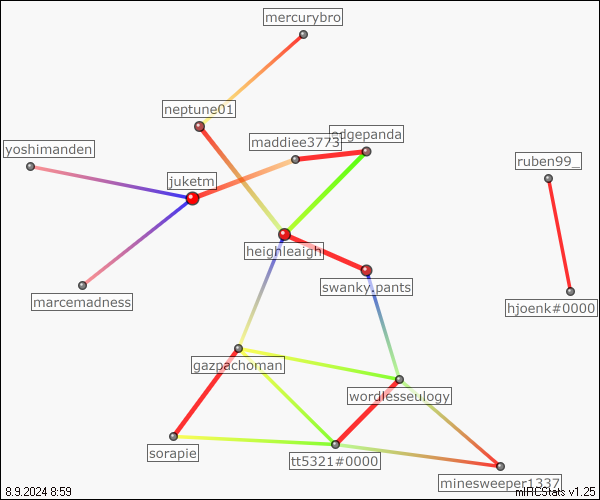 mercurybro
neptune01
maddiee3773
edgepanda
yoshimanden
ruben99_
juketm
heighleaigh
swanky.pants
marcemadness
hjoenk#0000
gazpachoman
wordlesseulogy
sorapie
tt5321#0000
minesweeper1337
8.9.2024 8:59
mIRCStats v1.25